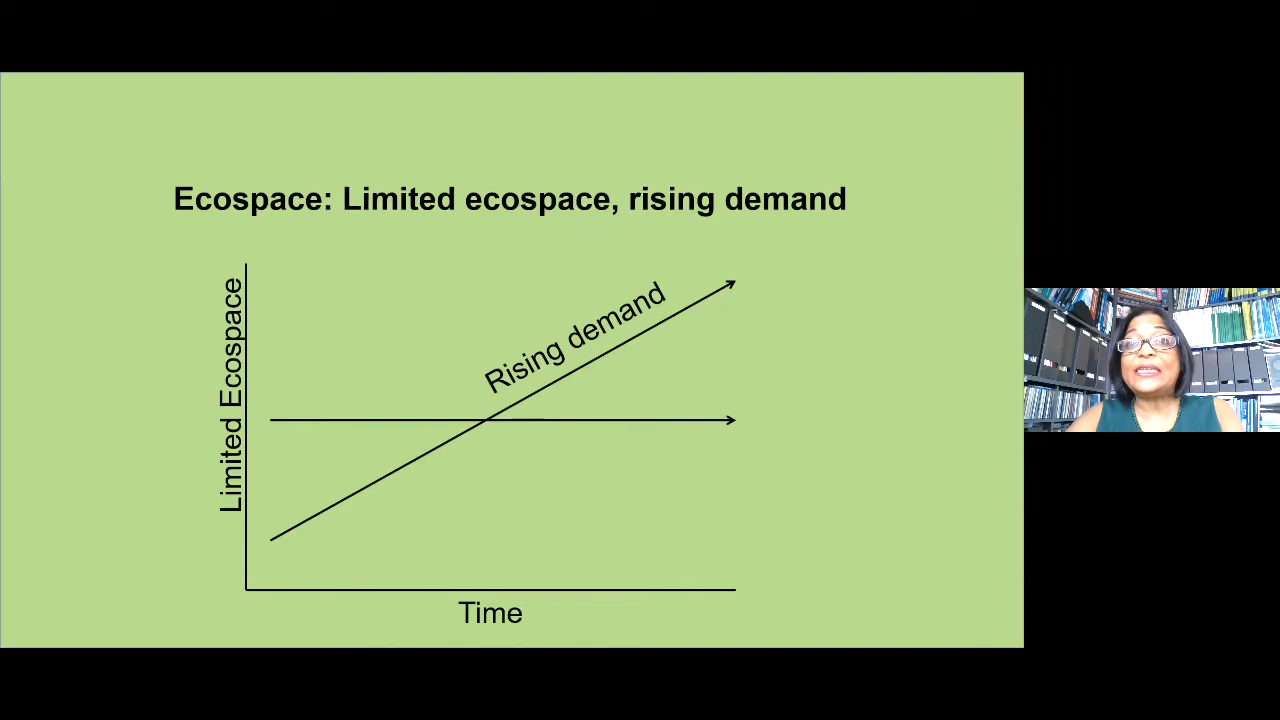 Ecospace: Limited ecospace, rising demand
Limited Ecospace
Rising demand
Time